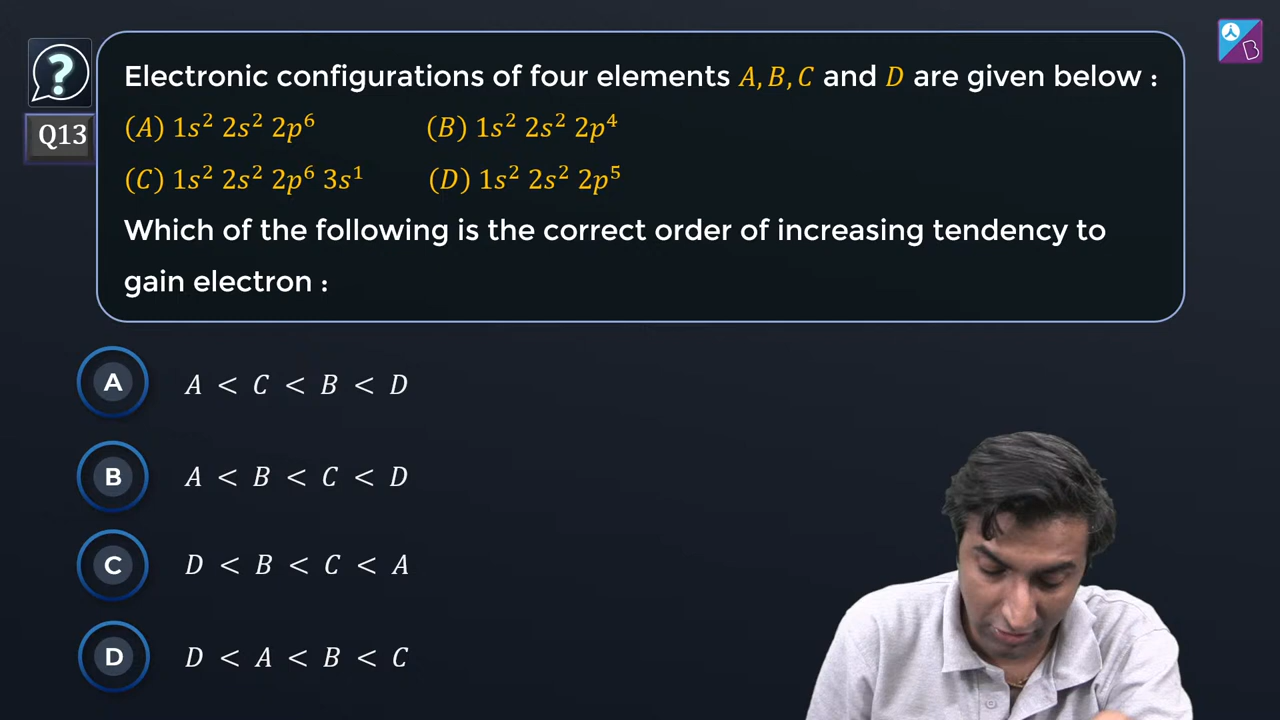 ?
Q13
Electronic configurations of four elements A, B, C and D are given below :
(A) 1s² 2s² 2p⁶ (B) 1s² 2s² 2p⁴
(C) 1s² 2s² 2p⁶ 3s¹ (D) 1s² 2s² 2p⁵
Which of the following is the correct order of increasing tendency to
gain electron :
A A < C < B < D
B A < B < C < D
C D < B < C < A
D D < A < B < C
B